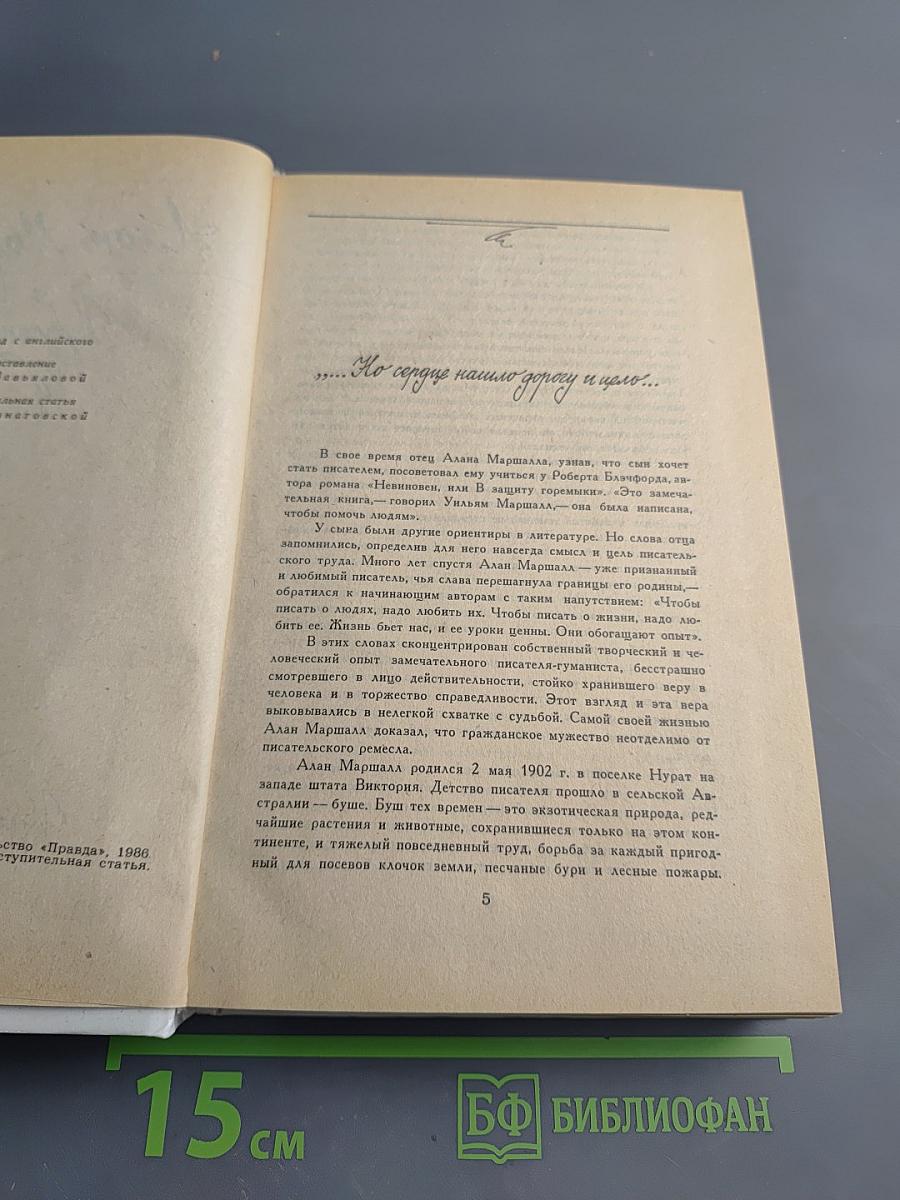 д с английского
оставление
Завьяловой
льная статья
натовской
ство «Правда», 1986.
ступительная статья.
„...Но сердце нашло дорогу и цело...
В свое время отец Алана Маршалла, узнав, что сын хочет
стать писателем, посоветовал ему учиться у Роберта Блэчфорда, ав-
тора романа «Невиновен, или В защиту горемыки». «Это замеча-
тельная книга,— говорил Уильям Маршалл,— она была написана,
чтобы помочь людям».
У сына были другие ориентиры в литературе. Но слова отца
запомнились, определив для него навсегда смысл и цель писатель-
ского труда. Много лет спустя Алан Маршалл — уже признанный
и любимый писатель, чья слава перешагнула границы его родины,—
обратился к начинающим авторам с таким напутствием: «Чтобы
писать о людях, надо любить их. Чтобы писать о жизни, надо лю-
бить ее. Жизнь бьет нас, и ее уроки ценны. Они обогащают опыт».
В этих словах сконцентрирован собственный творческий и че-
ловеческий опыт замечательного писателя-гуманиста, бесстрашно
смотревшего в лицо действительности, стойко хранившего веру в
человека и в торжество справедливости. Этот взгляд и эта вера
выковывались в нелегкой схватке с судьбой. Самой своей жизнью
Алан Маршалл доказал, что гражданское мужество неотделимо от
писательского ремесла.
Алан Маршалл родился 2 мая 1902 г. в поселке Нурат на
западе штата Виктория. Детство писателя прошло в сельской Ав-
стралии — буше. Буш тех времен — это экзотическая природа, ред-
чайшие растения и животные, сохранившиеся только на этом кон-
тиненте, и тяжелый повседневный труд, борьба за каждый пригод-
ный для посевов клочок земли, песчаные бури и лесные пожары.
5
15 см
БФ БИБЛИОФАН